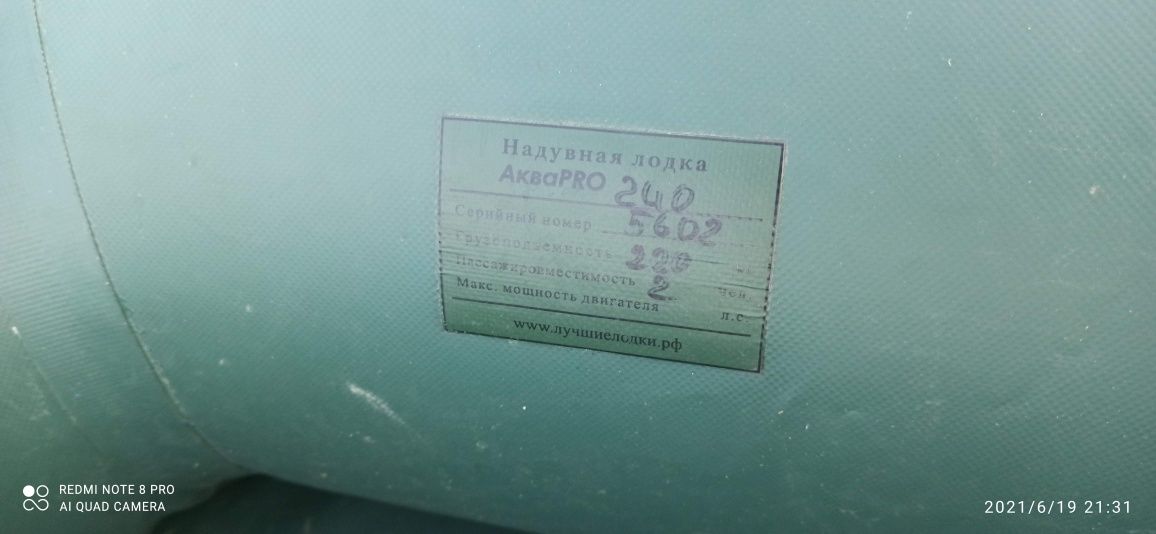 Надувная лодка
АкваPRO 240
Серийный номер 5602
Грузоподъемность 220 кг.
Пассажировместимость 2 чел.
Макс. мощность двигателя л.с.
www.лучшиелодки.рф
REDMI NOTE 8 PRO
AI QUAD CAMERA
2021/6/19 21:31